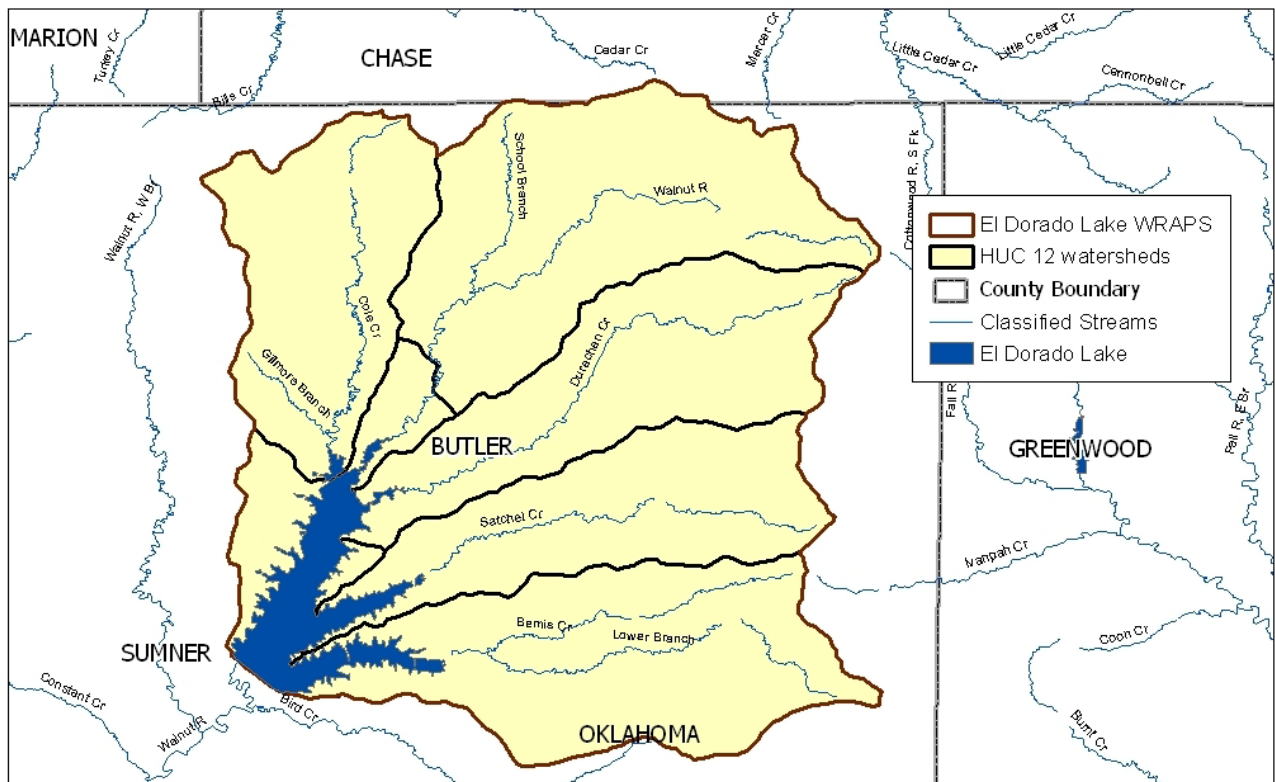 MARION
Turkey Cr
CHASE
Cedar Cr
Mercer Cr
Little Cedar Cr
Little Cedar Cr
Cannonball Cr
Bills Cr
School Branch
Walnut R
Cottonwood R, S Fk
Walnut R, W Br
El Dorado Lake WRAPS
HUC 12 watersheds
County Boundary
Classified Streams
El Dorado Lake
Cole Cr
Gillmore Branch
Durachen Cr
Fall R
Fall R, E Br
BUTLER
GREENWOOD
Satchel Cr
Ivanpah Cr
Bemis Cr
Lower Branch
Coon Cr
SUMNER
Constant Cr
Walnut R
Bird Cr
OKLAHOMA
Burnt Cr